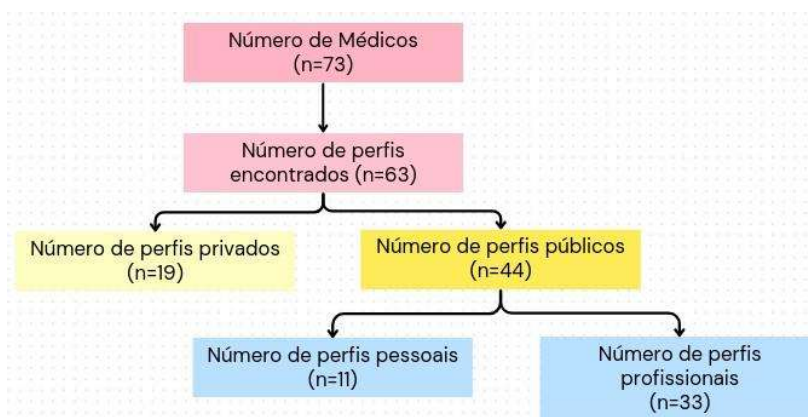 Número de Médicos
(n=73)
Número de perfis
encontrados (n=63)
Número de perfis privados
(n=19)
Número de perfis públicos
(n=44)
Número de perfis pessoais
(n=11)
Número de perfis
profissionais
(n=33)